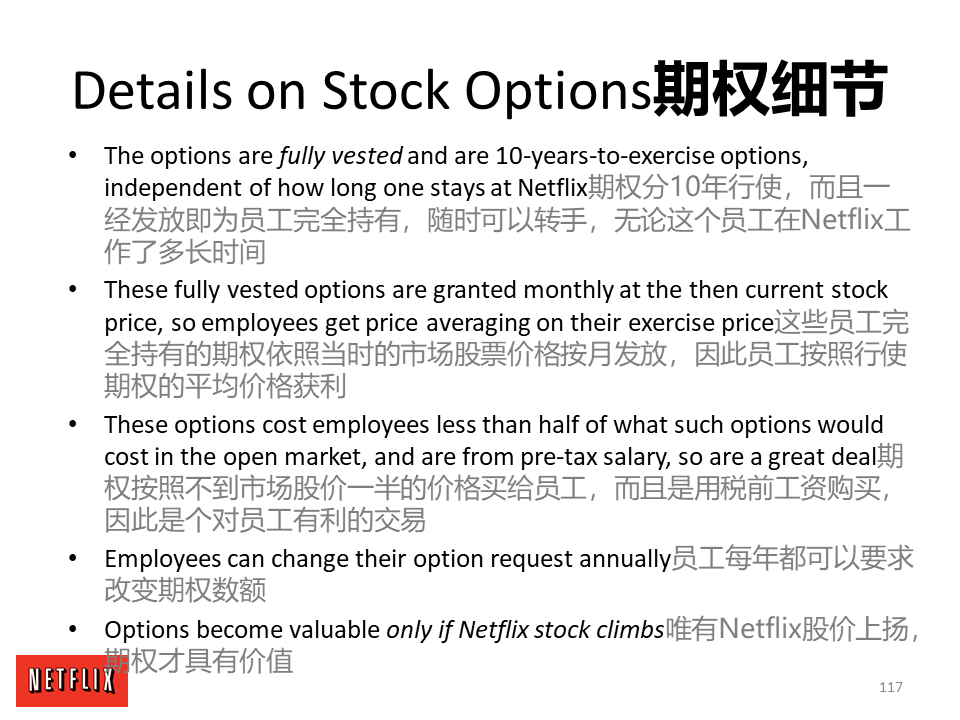 Details on Stock Options期权细节
• The options are fully vested and are 10-years-to-exercise options,
independent of how long one stays at Netflix期权分10年行使，而且一
经发放即为员工完全持有，随时可以转手，无论这个员工在Netflix工
作了多长时间
• These fully vested options are granted monthly at the then current stock
price, so employees get price averaging on their exercise price这些员工完
全持有的期权依照当时的市场股票价格按月发放，因此员工按照行使
期权的平均价格获利
• These options cost employees less than half of what such options would
cost in the open market, and are from pre-tax salary, so are a great deal期
权按照不到市场股价一半的价格买给员工，而且是用税前工资购买，
因此是个对员工有利的交易
• Employees can change their option request annually员工每年都可以要求
改变期权数额
• Options become valuable only if Netflix stock climbs唯有Netflix股价上扬，
期权才具有价值
NETFLIX
117